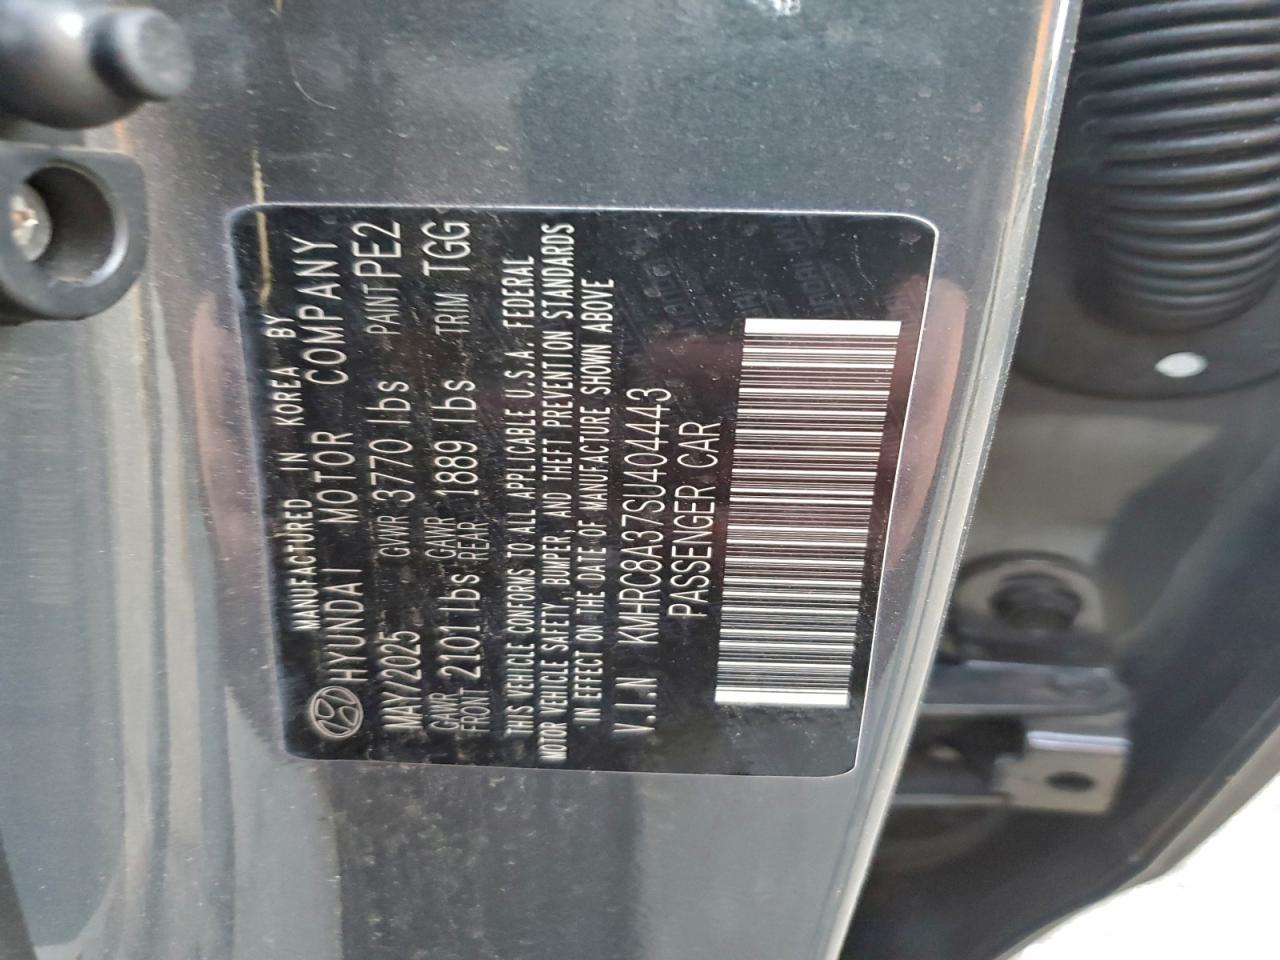 MANUFACTURED IN KOREA BY
HYUNDAI MOTOR COMPANY
MAY/2025 GVWR 3770 lbs PAINT PE2
GAWR FRONT 2101 lbs GAWR REAR 1889 lbs TRIM TGG
THIS VEHICLE CONFORMS TO ALL APPLICABLE U.S.A. FEDERAL
MOTOR VEHICLE SAFETY, BUMPER, AND THEFT PREVENTION STANDARDS
IN EFFECT ON THE DATE OF MANUFACTURE SHOWN ABOVE
V.I.N KMHRC8A37SU404443
PASSENGER CAR